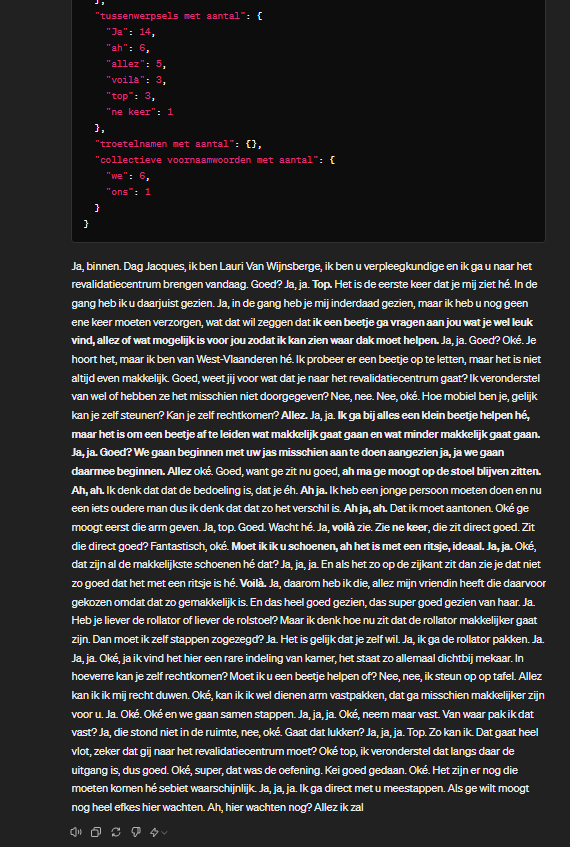 },
"tussenwerpsels met aantal": {
"Ja": 14,
"ah": 6,
"allez": 5,
"voilà": 3,
"top": 3,
"ne keer": 1
},
"troetelnamen met aantal": {},
"collectieve voornaamwoorden met aantal": {
"we": 6,
"ons": 1
}
}
Ja, binnen. Dag Jacques, ik ben Lauri Van Wijnsberge, ik ben u verpleegkundige en ik ga u naar het
revalidatiecentrum brengen vandaag. Goed? Ja, ja. Top. Het is de eerste keer dat je mij ziet hé. In de
gang heb ik u daarjuist gezien. Ja, in de gang heb je mij inderdaad gezien, maar ik heb u nog geen
ene keer moeten verzorgen, wat dat wil zeggen dat ik een beetje ga vragen aan jou wat je wel leuk
vind, allez of wat mogelijk is voor jou zodat ik kan zien waar dak moet helpen. Ja, ja. Goed? Oké. Je
hoort het, maar ik ben van West-Vlaanderen hé. Ik probeer er een beetje op te letten, maar het is niet
altijd even makkelijk. Goed, weet jij voor wat dat je naar het revalidatiecentrum gaat? Ik veronderstel
van wel of hebben ze het misschien niet doorgegeven? Nee, nee. Nee, oké. Hoe mobiel ben je, gelijk
kan je zelf steunen? Kan je zelf rechtkomen? Allez. Ja, ja. Ik ga bij alles een klein beetje helpen hé,
maar het is om een beetje af te leiden wat makkelijk gaat gaan en wat minder makkelijk gaat gaan.
Ja, ja. Goed? We gaan beginnen met uw jas misschien aan te doen aangezien ja, ja we gaan
daarmee beginnen. Allez oké. Goed, want ge zit nu goed, ah ma ge moogt op de stoel blijven zitten.
Ah, ah. Ik denk dat dat de bedoeling is, dat je éh. Ah ja. Ik heb een jonge persoon moeten doen en nu
een iets oudere man dus ik denk dat dat zo het verschil is. Ah ja, ah. Dat ik moet aantonen. Oké ge
moogt eerst die arm geven. Ja, top. Goed. Wacht hé. Ja, voilà zie. Zie ne keer, die zit direct goed. Zit
die direct goed? Fantastisch, oké. Moet ik ik u schoenen, ah het is met een ritsje, ideaal. Ja, ja. Oké,
dat zijn al de makkelijkste schoenen hé dat? Ja, ja, ja. En als het zo op de zijkant zit dan zie je dat niet
zo goed dat het met een ritsje is hé. Voilà. Ja, daarom heb ik die, allez mijn vriendin heeft die daarvoor
gekozen omdat dat zo gemakkelijk is. En das heel goed gezien, das super goed gezien van haar. Ja.
Heb je liever de rollator of liever de rolstoel? Maar ik denk hoe nu zit dat de rollator makkelijker gaat
zijn. Dan moet ik zelf stappen zogezegd? Ja. Het is gelijk dat je zelf wil. Ja, ik ga de rollator pakken. Ja.
Ja, ja. Oké, ja ik vind het hier een rare indeling van kamer, het staat zo allemaal dichtbij mekaar. In
hoeverre kan je zelf rechtkomen? Moet ik u een beetje helpen of? Nee, nee, ik steun op op tafel. Allez
kan ik ik mij recht duwen. Oké, kan ik ik wel dienen arm vastpakken, dat ga misschien makkelijker zijn
voor u. Ja. Oké. Oké en we gaan samen stappen. Ja, ja, ja. Oké, neem maar vast. Van waar pak ik dat
vast? Ja, die stond niet in de ruimte, nee, oké. Gaat dat lukken? Ja, ja, ja. Top. Zo kan ik. Dat gaat heel
vlot, zeker dat gij naar het revalidatiecentrum moet? Oké top, ik veronderstel dat langs daar de
uitgang is, dus goed. Oké, super, dat was de oefening. Kei goed gedaan. Oké. Het zijn er nog die
moeten komen hé sebiet waarschijnlijk. Ja, ja, ja. Ik ga direct met u meestappen. Als ge wilt moogt
nog heel efkes hier wachten. Ah, hier wachten nog? Allez ik zal